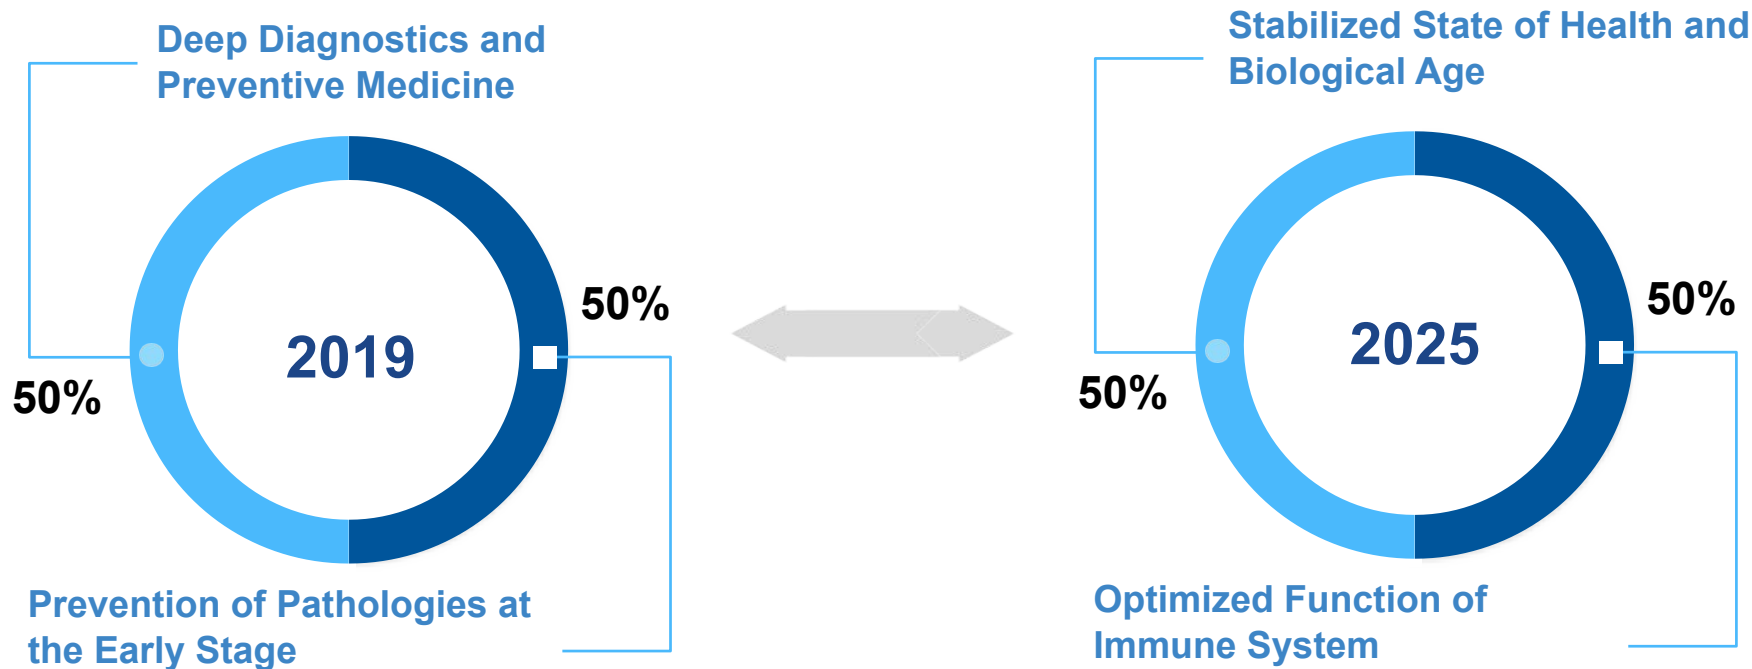 Deep Diagnostics and
Preventive Medicine
50%
2019
50%
Prevention of Pathologies at
the Early Stage
Stabilized State of Health and
Biological Age
50%
2025
50%
Optimized Function of
Immune System